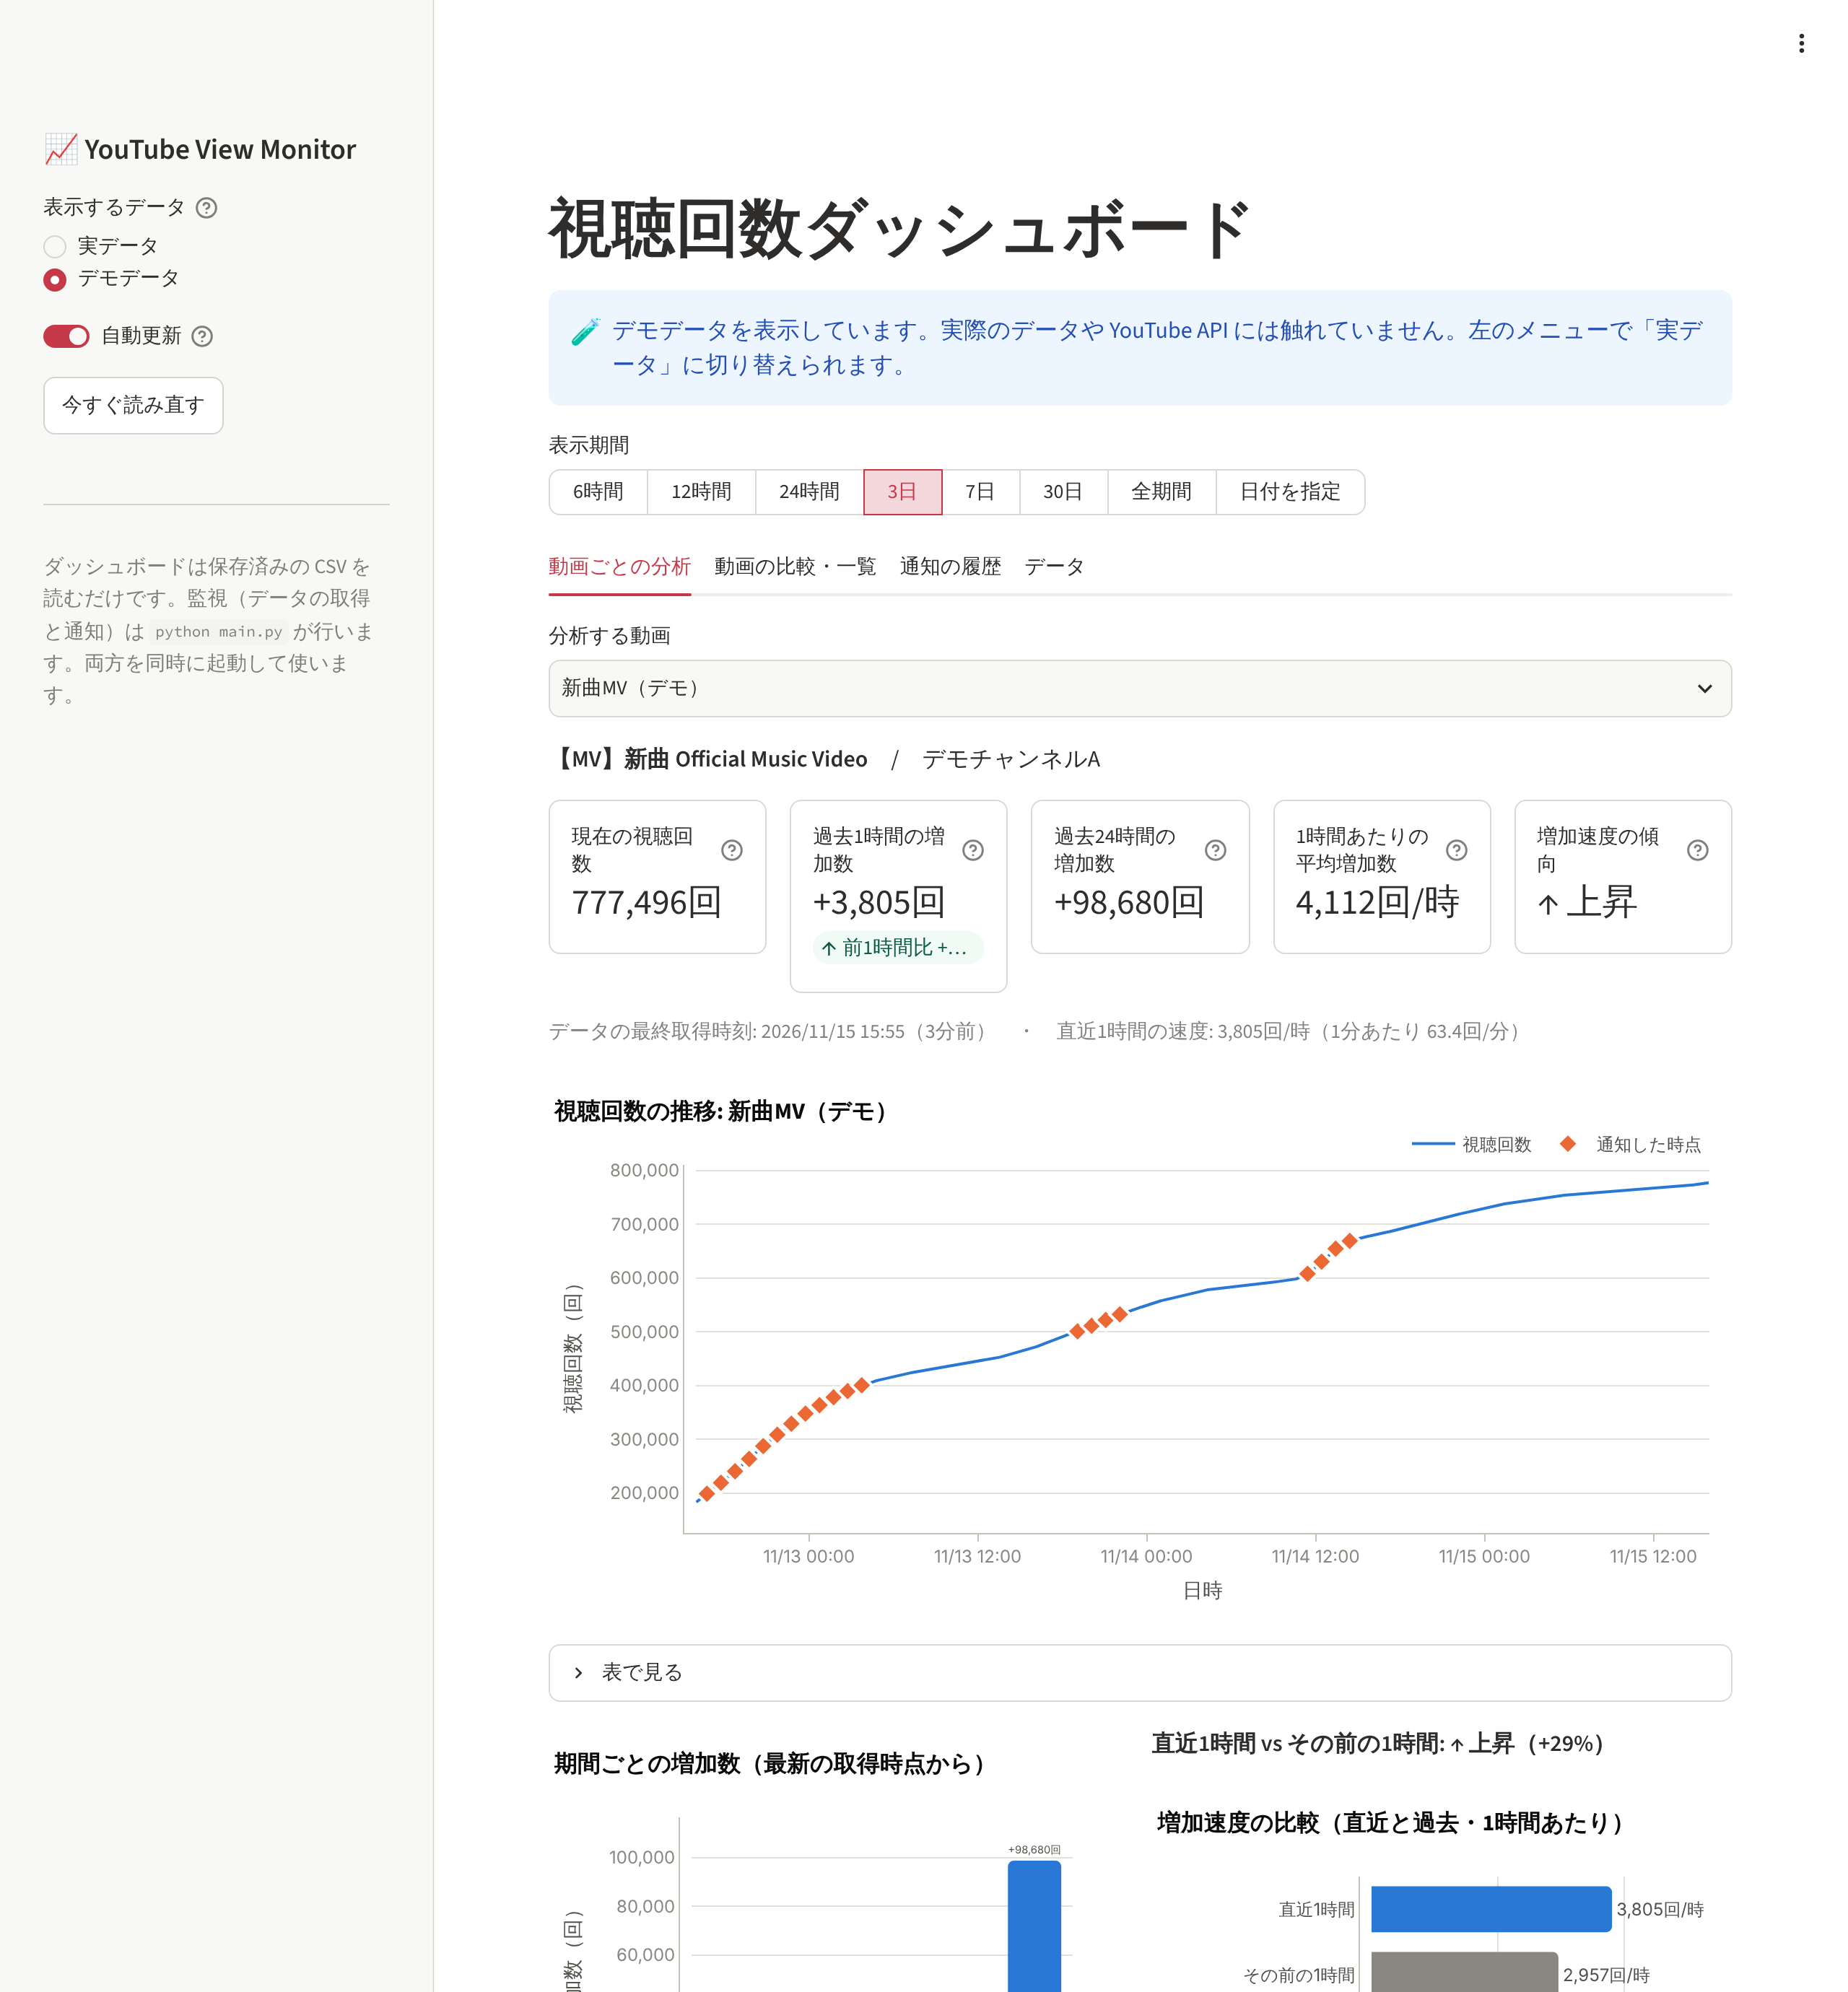 📈 YouTube View Monitor
表示するデータ
実データ
デモデータ
自動更新
今すぐ読み直す
ダッシュボードは保存済みの CSV を
読むだけです。監視（データの取得
と通知）は python main.py が行いま
す。両方を同時に起動して使いま
す。
視聴回数ダッシュボード
デモデータを表示しています。実際のデータや YouTube API には触れていません。左のメニューで「実デ
ータ」に切り替えられます。
表示期間
6時間 12時間 24時間 3日 7日 30日 全期間 日付を指定
動画ごとの分析 動画の比較・一覧 通知の履歴 データ
分析する動画
新曲MV（デモ）
【MV】新曲 Official Music Video / デモチャンネルA
現在の視聴回
数
777,496回
過去1時間の増
加数
+3,805回
↑ 前1時間比 +…
過去24時間の
増加数
+98,680回
1時間あたりの
平均増加数
4,112回/時
増加速度の傾
向
↑ 上昇
データの最終取得時刻: 2026/11/15 15:55（3分前） ・ 直近1時間の速度: 3,805回/時（1分あたり 63.4回/分）
視聴回数の推移: 新曲MV（デモ）
視聴回数 通知した時点
800,000
700,000
600,000
500,000
400,000
300,000
200,000
視聴回数（回）
11/13 00:00 11/13 12:00 11/14 00:00 11/14 12:00 11/15 00:00 11/15 12:00
日時
表で見る
期間ごとの増加数（最新の取得時点から）
+98,680回
100,000
80,000
60,000
加数（回）
直近1時間 vs その前の1時間: ↑ 上昇（+29%）
増加速度の比較（直近と過去・1時間あたり）
直近1時間 3,805回/時
その前の1時間 2,957回/時